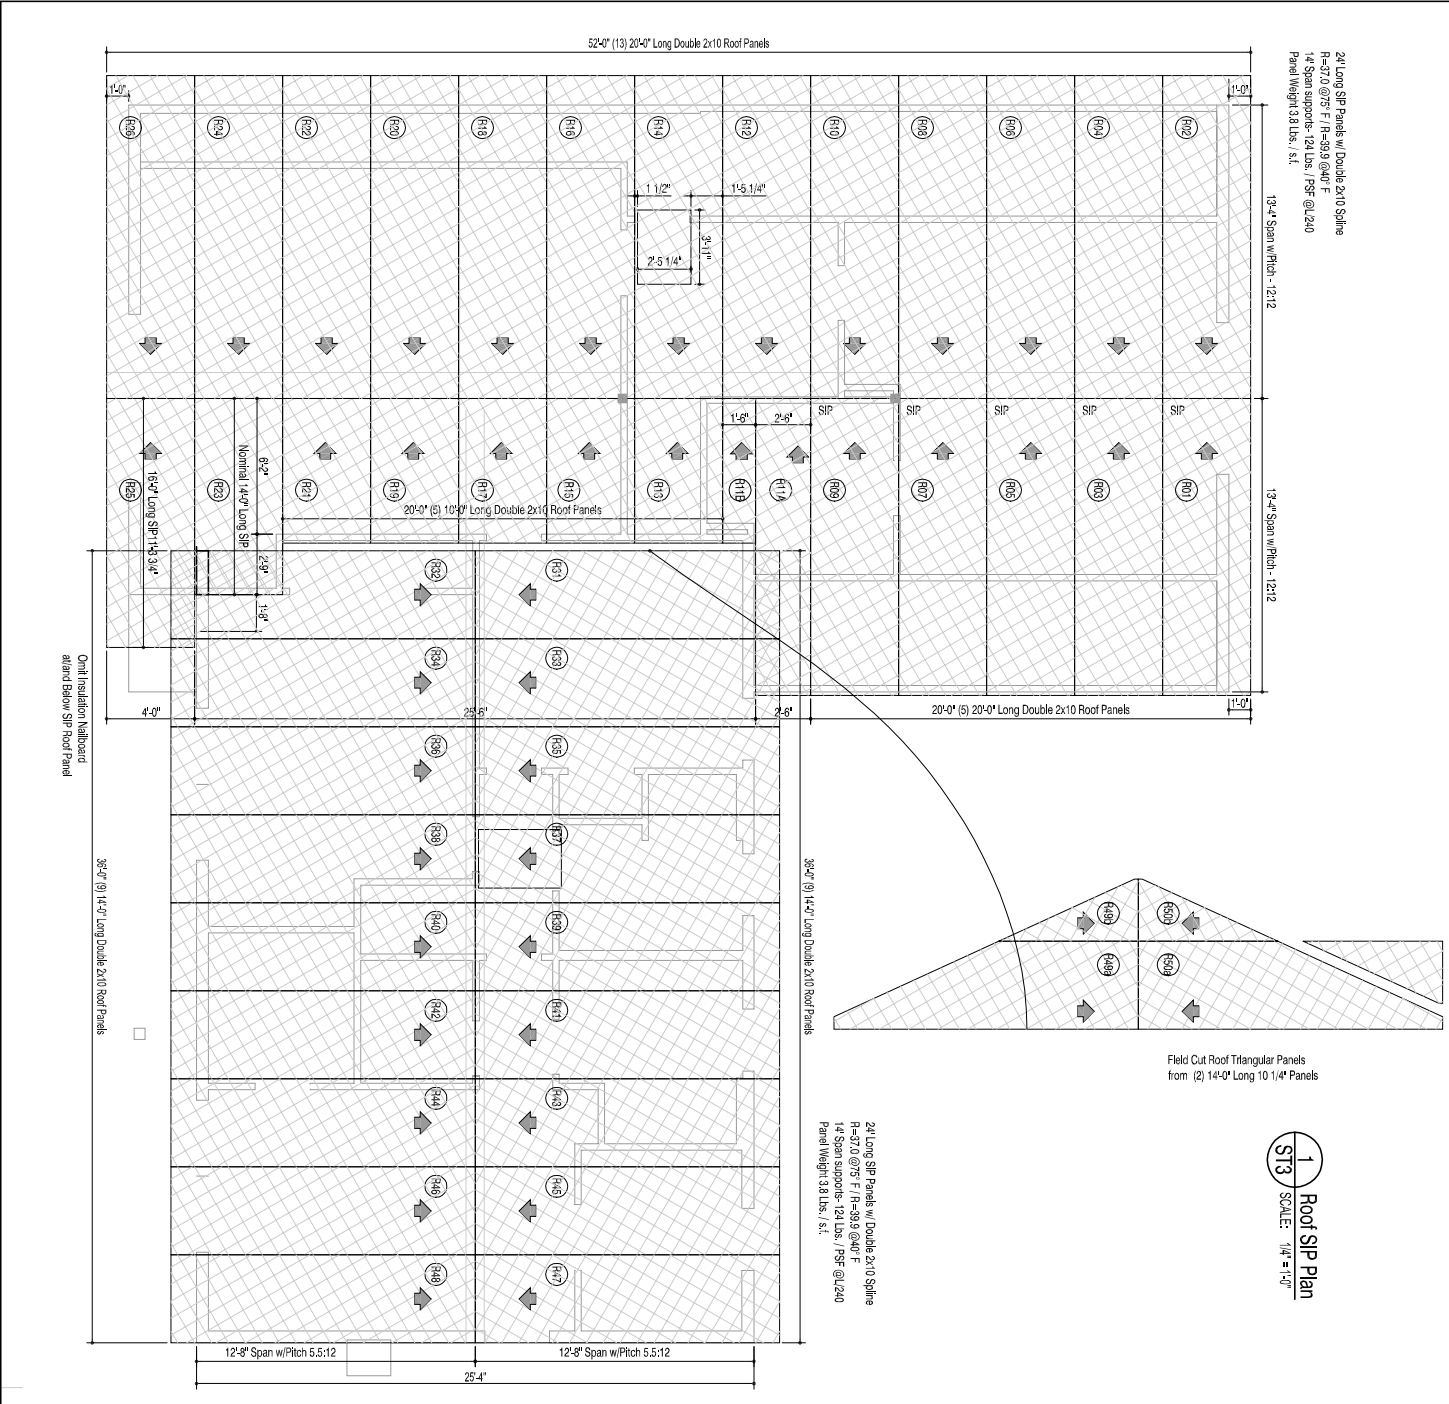 52'-0" (13) 20'-0" Long Double 2x10 Roof Panels
24' Long SIP Panels w/ Double 2x10 Spline
R=37.0 @75° F / R=39.9 @40° F
14' Span supports- 124 Lbs. / PSF @L/240
Panel Weight 3.8 Lbs. / s.f.
1'-0"
1'-0"
R26
R24
R22
R20
R18
R16
R14
R12
R10
R08
R06
R04
R02
1 1/2"
1'-5 1/4"
3'-11"
2'-5 1/4"
13'-4" Span w/Pitch - 12:12
SIP
SIP
SIP
SIP
SIP
1'-6"
2'-6"
6'-2"
Nominal 14'-0" Long SIP
16'-0" Long SIP
11'-3 3/4"
R25
R23
R21
R19
R17
R15
R13
R11B
R11A
R09
R07
R05
R03
R01
13'-4" Span w/Pitch - 12:12
20'-0" (5) 10'-0" Long Double 2x10 Roof Panels
2'-9"
1'-8"
R32
R31
R34
R33
Omit Insulation Nailboard
at/and Below SIP Roof Panel
4'-0"
25'-6"
2'-6"
20'-0" (5) 20'-0" Long Double 2x10 Roof Panels
1'-0"
R36
R35
R38
R37
R40
R39
R42
R41
R44
R43
R46
R45
R48
R47
36'-0" (9) 14'-0" Long Double 2x10 Roof Panels
36'-0" (9) 14'-0" Long Double 2x10 Roof Panels
R49b
R50b
R49a
R50a
Field Cut Roof Triangular Panels
from (2) 14'-0" Long 10 1/4" Panels
24' Long SIP Panels w/ Double 2x10 Spline
R=37.0 @75° F / R=39.9 @40° F
14' Span supports- 124 Lbs. / PSF @L/240
Panel Weight 3.8 Lbs. / s.f.
1
ST3
Roof SIP Plan
SCALE: 1/4" = 1'-0"
12'-8" Span w/Pitch 5.5:12
12'-8" Span w/Pitch 5.5:12
25'-4"